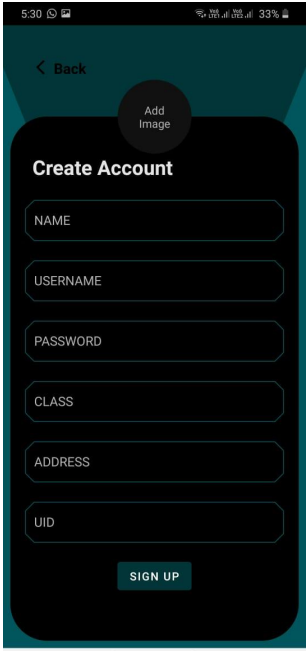 5:30 33%
Back
Add
Image
Create Account
NAME
USERNAME
PASSWORD
CLASS
ADDRESS
UID
SIGN UP